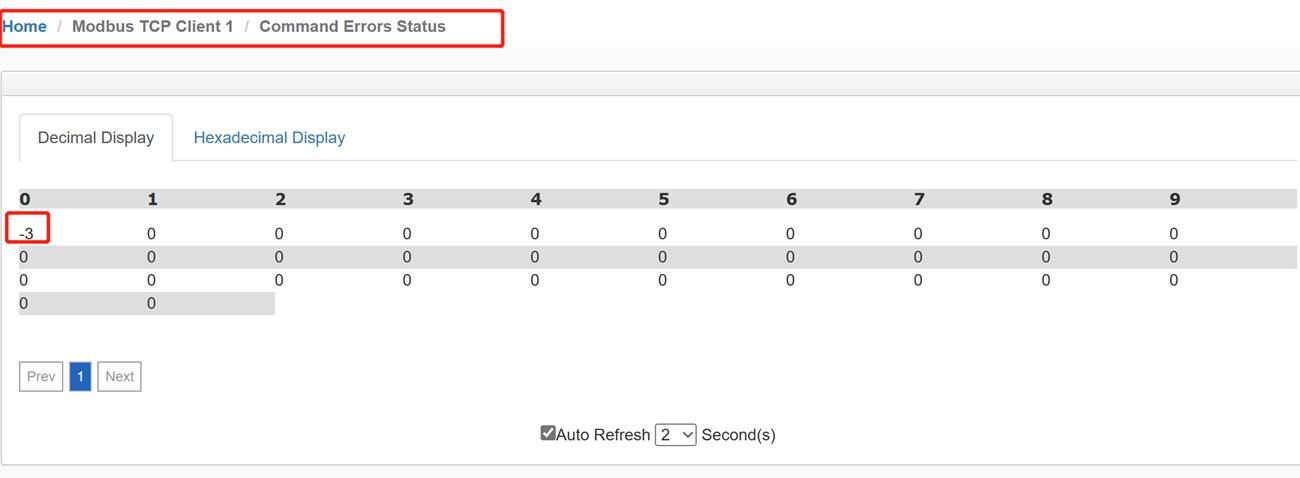 Home / Modbus TCP Client 1 / Command Errors Status
Decimal Display Hexadecimal Display
0 1 2 3 4 5 6 7 8 9
-3 0 0 0 0 0 0 0 0 0
0 0 0 0 0 0 0 0 0 0
0 0 0 0 0 0 0 0 0 0
0 0
Prev 1 Next
Auto Refresh 2 Second(s)